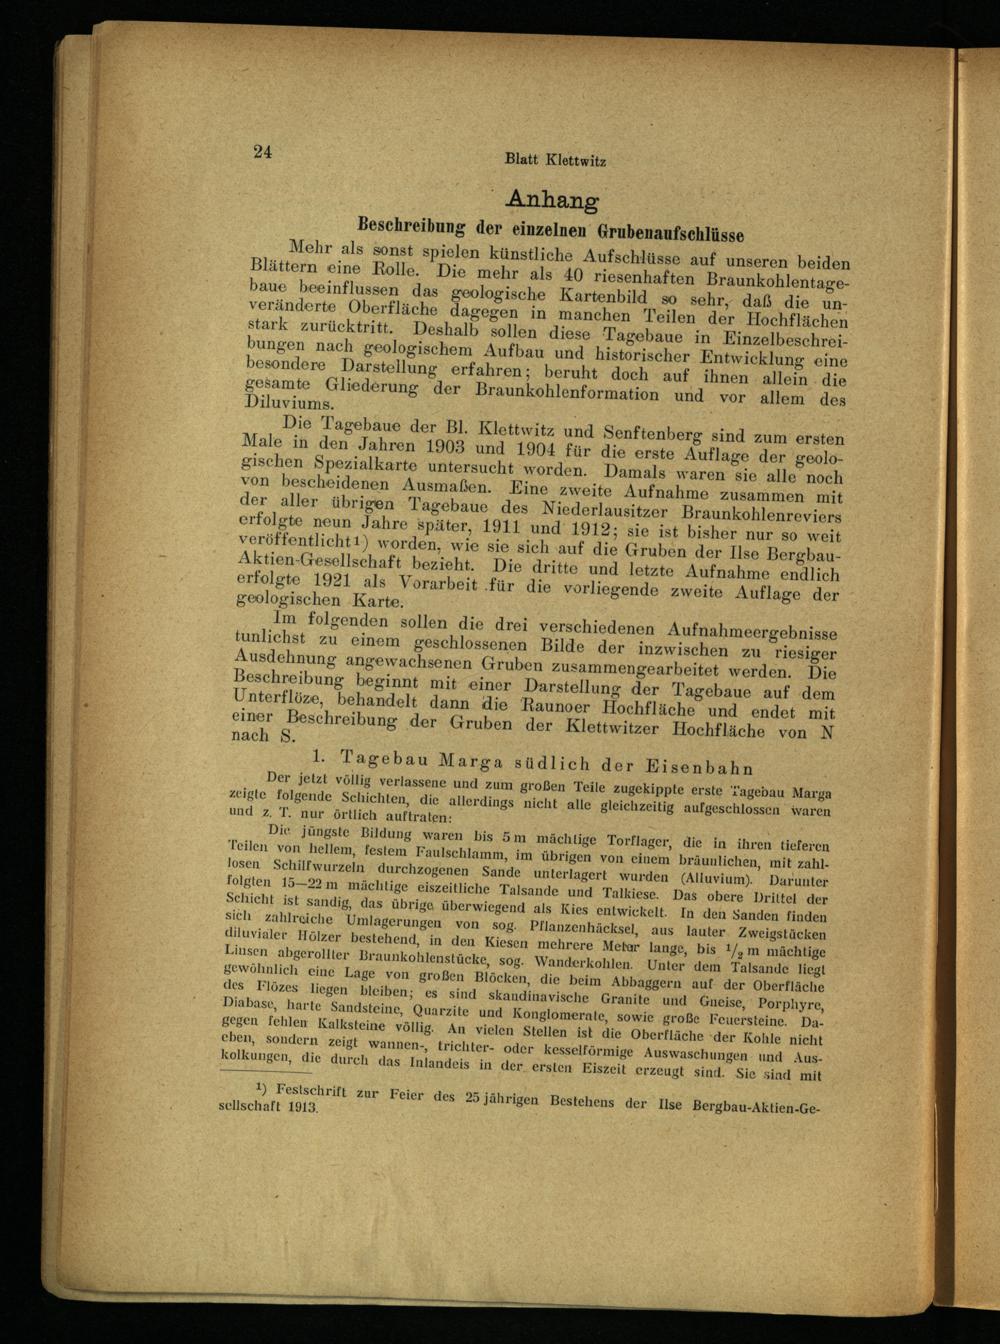 24
Blatt Klettwitz
Anhang
Beschreibung der einzelnen Grubenaufschlüsse
Mehr als sonst spielen künstliche Aufschlüsse auf unseren beiden
Blättern eine Rolle. Die mehr als 40 riesenhaften Braunkohlentage-
baue beeinflussen das geologische Kartenbild so sehr, daß die un-
veränderte Oberfläche dagegen in manchen Teilen der Hochflächen
stark zurücktritt. Deshalb sollen diese Tagebaue in Einzelbeschrei-
bungen nach geologischem Aufbau und historischer Entwicklung eine
besondere Darstellung erfahren; beruht doch auf ihnen allein die
gesamte Gliederung der Braunkohlenformation und vor allem des
Diluviums.
Die Tagebaue der Bl. Klettwitz und Senftenberg sind zum ersten
Male in den Jahren 1903 und 1904 für die erste Auflage der geolo-
gischen Spezialkarte untersucht worden. Damals waren sie alle noch
von bescheidenen Ausmaßen. Eine zweite Aufnahme zusammen mit
der aller übrigen Tagebaue des Niederlausitzer Braunkohlenreviers
erfolgte neun Jahre später, 1911 und 1912; sie ist bisher nur so weit
veröffentlicht¹) worden, wie sie sich auf die Gruben der Ilse Bergbau-
Aktien-Gesellschaft bezieht. Die dritte und letzte Aufnahme endlich
erfolgte 1921 als Vorarbeit für die vorliegende zweite Auflage der
geologischen Karte.
Im folgenden sollen die drei verschiedenen Aufnahmeergebnisse
tunlichst zu einem geschlossenen Bilde der inzwischen zu riesiger
Ausdehnung angewachsenen Gruben zusammengearbeitet werden. Die
Beschreibung beginnt mit einer Darstellung der Tagebaue auf dem
Unterflöze, behandelt dann die Raunoer Hochfläche und endet mit
einer Beschreibung der Gruben der Klettwitzer Hochfläche von N
nach S.
1. Tagebau Marga südlich der Eisenbahn
Der jetzt völlig verlassene und zum großen Teile zugekippte erste Tagebau Marga
zeigte folgende Schichten, die allerdings nicht alle gleichzeitig aufgeschlossen waren
und z. T. nur örtlich auftraten:
Die jüngste Bildung waren bis 5 m mächtige Torflager, die in ihren tieferen
Teilen von hellem, festem Faulschlamm, im übrigen von einem bräunlichen, mit zahl-
losen Schilfwurzeln durchzogenen Sande unterlagert wurden (Alluvium). Darunter
folgten 15—22 m mächtige eiszeitliche Talsande und Talkiese. Das obere Drittel der
Schicht ist sandig, das übrige überwiegend als Kies entwickelt. In den Sanden finden
sich zahlreiche Umlagerungen von sog. Pflanzenhäcksel, aus lauter Zweigstücken
diluvialer Hölzer bestehend, in den Kiesen mehrere Meter lange, bis ½ m mächtige
Linsen abgerollter Braunkohlenstücke, sog. Wanderkohlen. Unter dem Talsande liegt
gewöhnlich eine Lage von großen Blöcken, die beim Abbaggern auf der Oberfläche
des Flözes liegen bleiben; es sind skandinavische Granite und Gneise, Porphyre,
Diabase, harte Sandsteine, Quarzite und Konglomerate, sowie große Feuersteine. Da-
gegen fehlen Kalksteine völlig. An vielen Stellen ist die Oberfläche der Kohle nicht
eben, sondern zeigt wannen-, trichter- oder kesselförmige Auswaschungen und Aus-
kolkungen, die durch das Inlandeis in der ersten Eiszeit erzeugt sind. Sie sind mit
¹) Festschrift zur Feier des 25 jährigen Bestehens der Ilse Bergbau-Aktien-Ge-
sellschaft 1913.